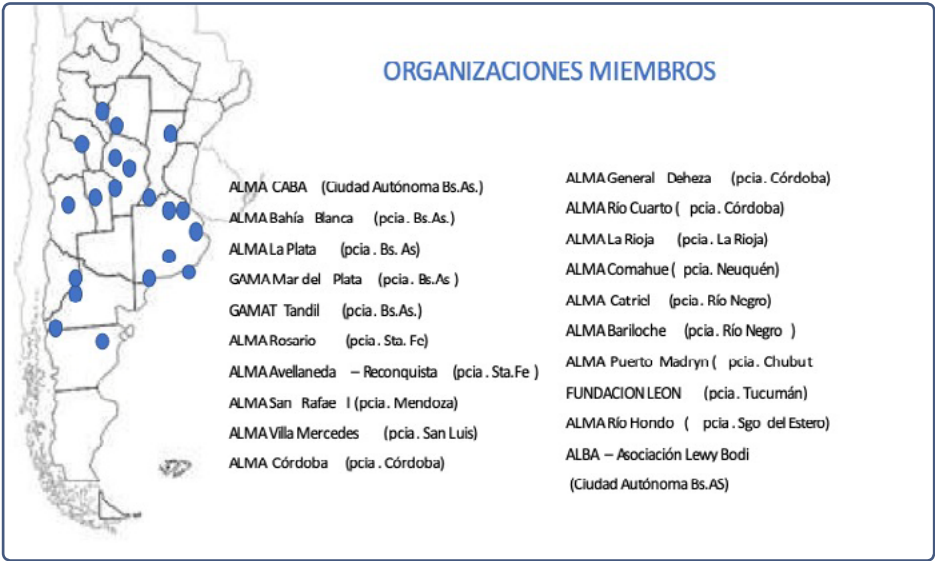 ORGANIZACIONES MIEMBROS
ALMA CABA (Ciudad Autónoma Bs.As.)
ALMA Bahía Blanca (pcia. Bs.As.)
ALMA La Plata (pcia. Bs. As)
GAMA Mar del Plata (pcia. Bs.As )
GAMAT Tandil (pcia. Bs.As.)
ALMA Rosario (pcia. Sta. Fe)
ALMA Avellaneda – Reconquista (pcia. Sta.Fe )
ALMA San Rafae l (pcia. Mendoza)
ALMA Villa Mercedes (pcia. San Luis)
ALMA Córdoba (pcia. Córdoba)
ALMA General Deheza (pcia. Córdoba)
ALMA Río Cuarto ( pcia. Córdoba)
ALMA La Rioja (pcia. La Rioja)
ALMA Comahue ( pcia. Neuquén)
ALMA Catriel (pcia. Río Negro)
ALMA Bariloche (pcia. Río Negro )
ALMA Puerto Madryn ( pcia. Chubut
FUNDACION LEON (pcia. Tucumán)
ALMA Río Hondo ( pcia. Sgo del Estero)
ALBA – Asociación Lewy Bodi
(Ciudad Autónoma Bs.AS)